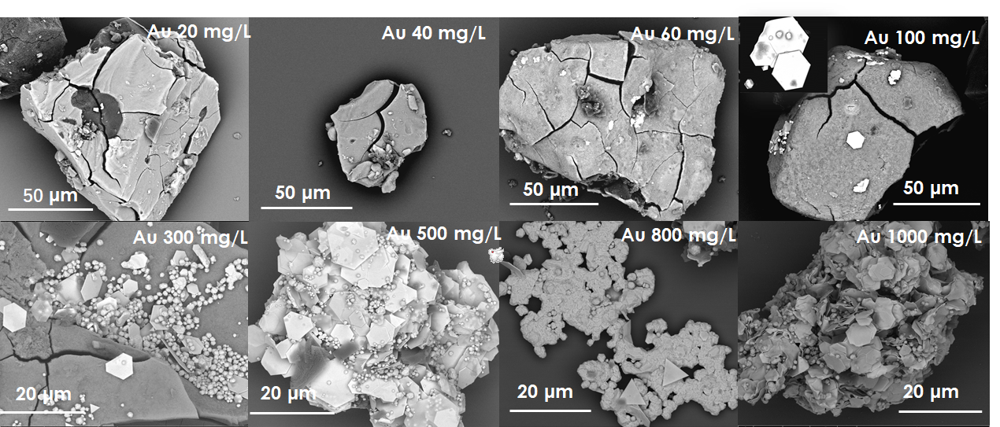 Au 20 mg/L
50 µm
Au 40 mg/L
50 µm
Au 60 mg/L
50 µm
Au 100 mg/L
50 µm
Au 300 mg/L
20 µm
Au 500 mg/L
20 µm
Au 800 mg/L
20 µm
Au 1000 mg/L
20 µm